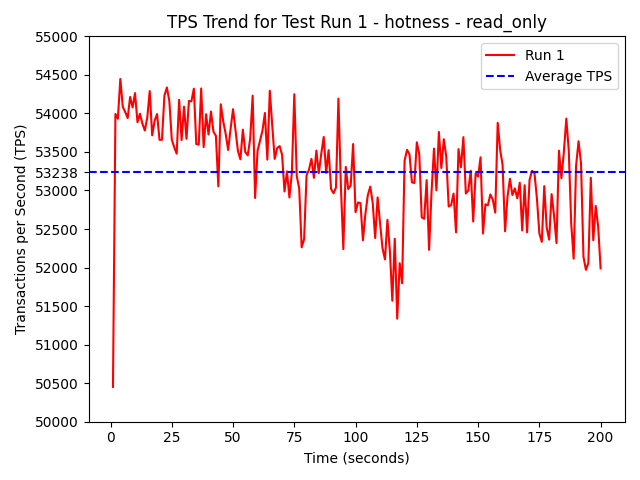 TPS Trend for Test Run 1 - hotness - read_only
Run 1
Average TPS
Transactions per Second (TPS)
55000
54500
54000
53500
53238
53000
52500
52000
51500
51000
50500
50000
0 25 50 75 100 125 150 175 200
Time (seconds)